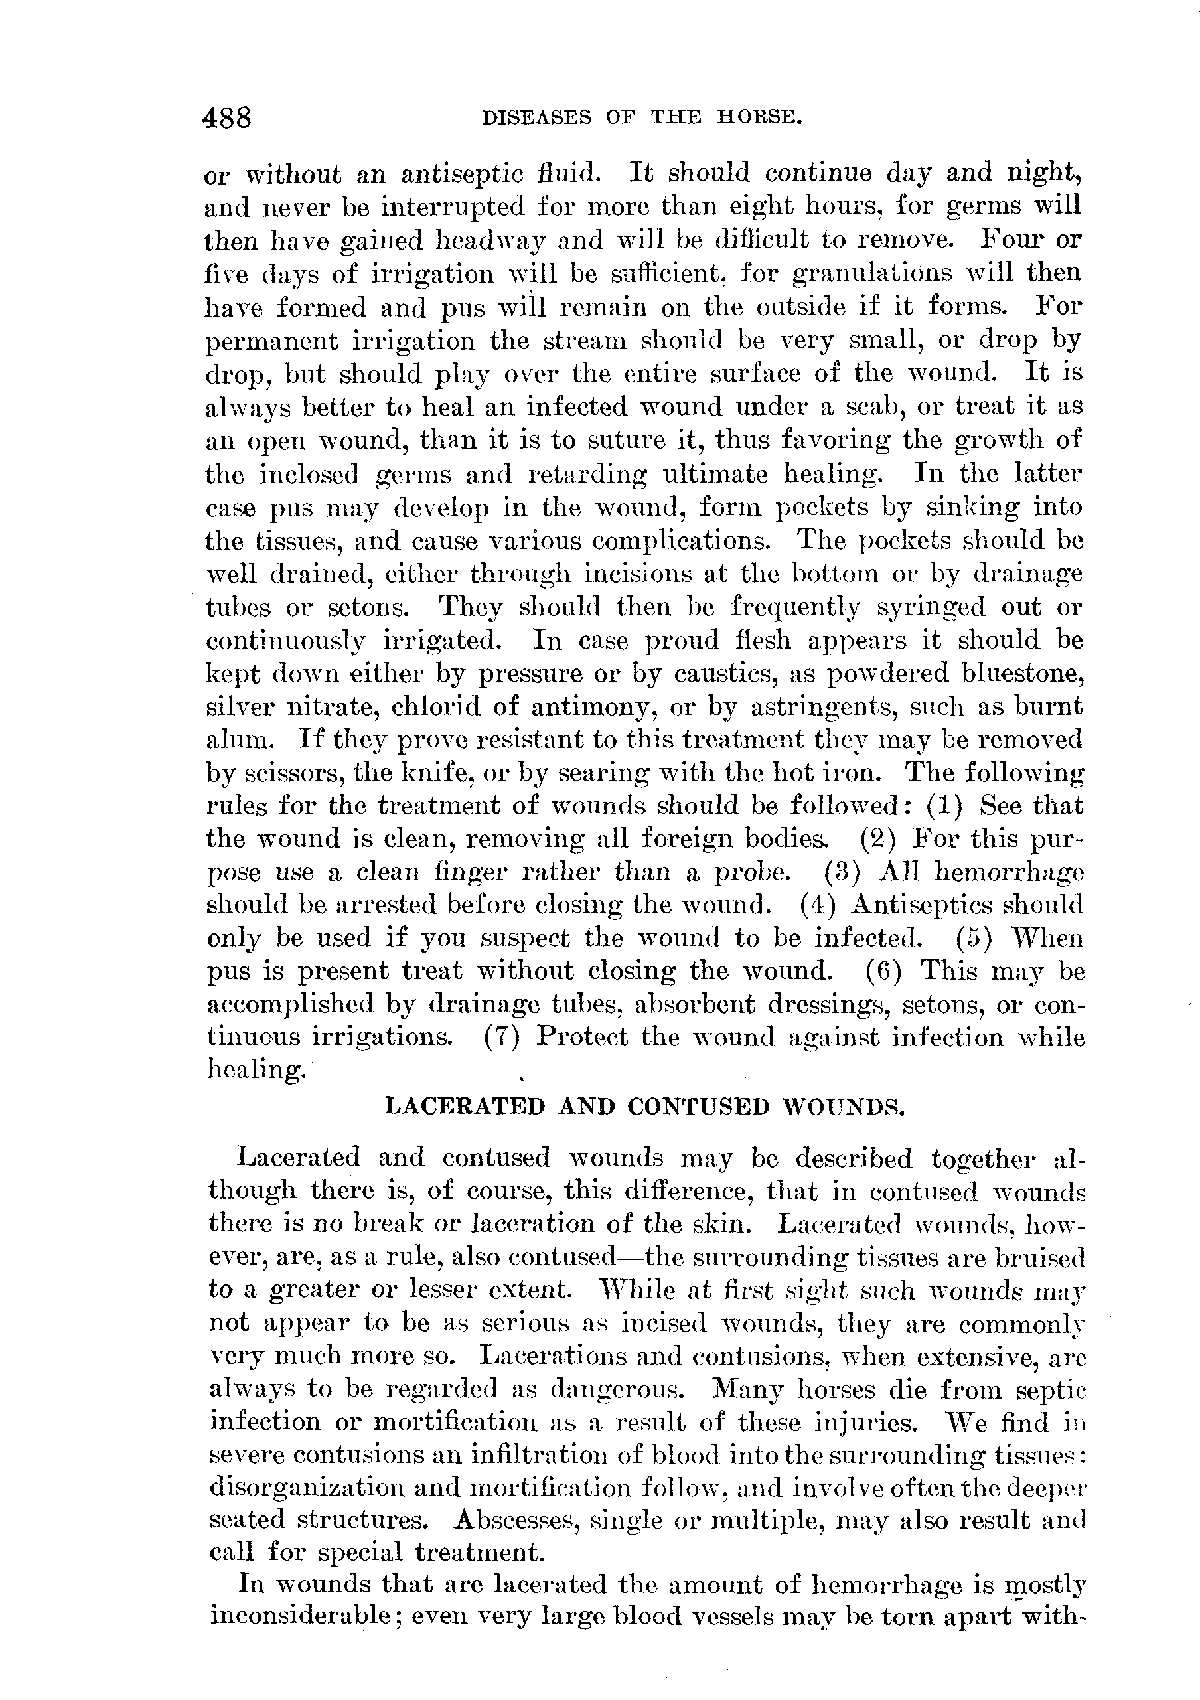 488 DISEASES OF THE HORSE.
or without an antiseptic fluid. It should continue day and night,
and never be interrupted for more than eight hours, for germs will
then have gained headway and will be difficult to remove. Four or
five days of irrigation will be sufficient, for granulations will then
have formed and pus will remain on the outside if it forms. For
permanent irrigation the stream should be very small, or drop by
drop, but should play over the entire surface of the wound. It is
always better to heal an infected wound under a scab, or treat it as
an open wound, than it is to suture it, thus favoring the growth of
the inclosed germs and retarding ultimate healing. In the latter
case pus may develop in the wound, form pockets by sinking into
the tissues, and cause various complications. The pockets should be
well drained, either through incisions at the bottom or by drainage
tubes or setons. They should then be frequently syringed out or
continuously irrigated. In case proud flesh appears it should be
kept down either by pressure or by caustics, as powdered bluestone,
silver nitrate, chlorid of antimony, or by astringents, such as burnt
alum. If they prove resistant to this treatment they may be removed
by scissors, the knife, or by searing with the hot iron. The following
rules for the treatment of wounds should be followed: (1) See that
the wound is clean, removing all foreign bodies. (2) For this pur-
pose use a clean finger rather than a probe. (3) All hemorrhage
should be arrested before closing the wound. (4) Antiseptics should
only be used if you suspect the wound to be infected. (5) When
pus is present treat without closing the wound. (6) This may be
accomplished by drainage tubes, absorbent dressings, setons, or con-
tinuous irrigations. (7) Protect the wound against infection while
healing.
LACERATED AND CONTUSED WOUNDS.
Lacerated and contused wounds may be described together al-
though there is, of course, this difference, that in contused wounds
there is no break or laceration of the skin. Lacerated wounds, how-
ever, are, as a rule, also contused—the surrounding tissues are bruised
to a greater or lesser extent. While at first sight such wounds may
not appear to be as serious as incised wounds, they are commonly
very much more so. Lacerations and contusions, when extensive, are
always to be regarded as dangerous. Many horses die from septic
infection or mortification as a result of these injuries. We find in
severe contusions an infiltration of blood into the surrounding tissues:
disorganization and mortification follow, and involve often the deeper
seated structures. Abscesses, single or multiple, may also result and
call for special treatment.
In wounds that are lacerated the amount of hemorrhage is mostly
inconsiderable; even very large blood vessels may be torn apart with-